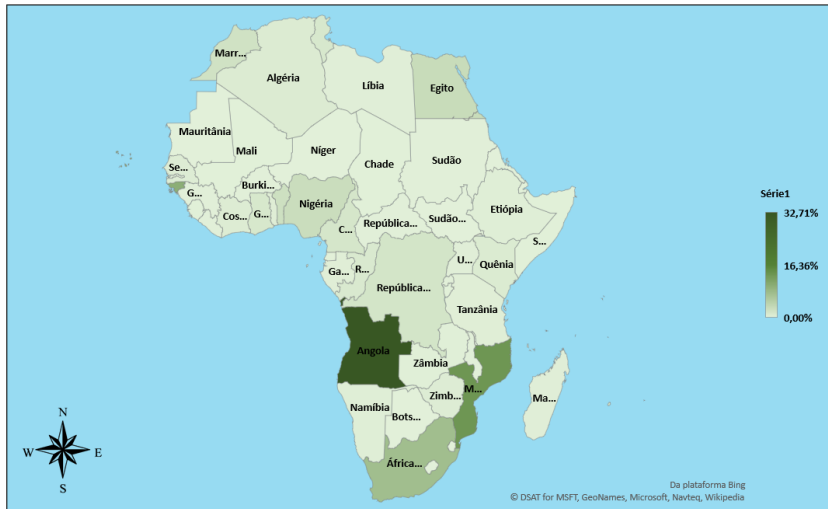 Marr...
Argélia
Líbia
Egito
Mauritânia
Mali
Níger
Chade
Sudão
Se...
G...
Burki...
Nigéria
Cos...
G...
C...
República...
Sudão...
Etiópia
S...
Ga...
R...
República...
U...
Quênia
Tanzânia
Angola
Zâmbia
M...
Namíbia
Zimb...
Bots...
Ma...
África...
Série1
32,71%
16,36%
0,00%
N
W E
S
Da plataforma Bing
© DSAT for MSFT, GeoNames, Microsoft, Navteq, Wikipedia